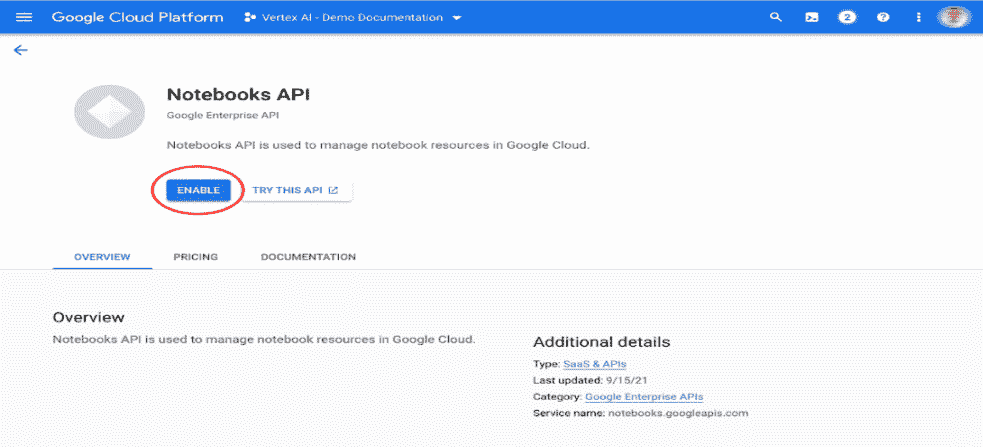 Google Cloud Platform
Vertex AI - Demo Documentation
2
Notebooks API
Google Enterprise API
Notebooks API is used to manage notebook resources in Google Cloud.
ENABLE
TRY THIS API
OVERVIEW
PRICING
DOCUMENTATION
Overview
Notebooks API is used to manage notebook resources in Google Cloud.
Additional details
Type: SaaS & APIs
Last updated: 9/15/21
Category: Google Enterprise APIs
Service name: notebooks.googleapis.com